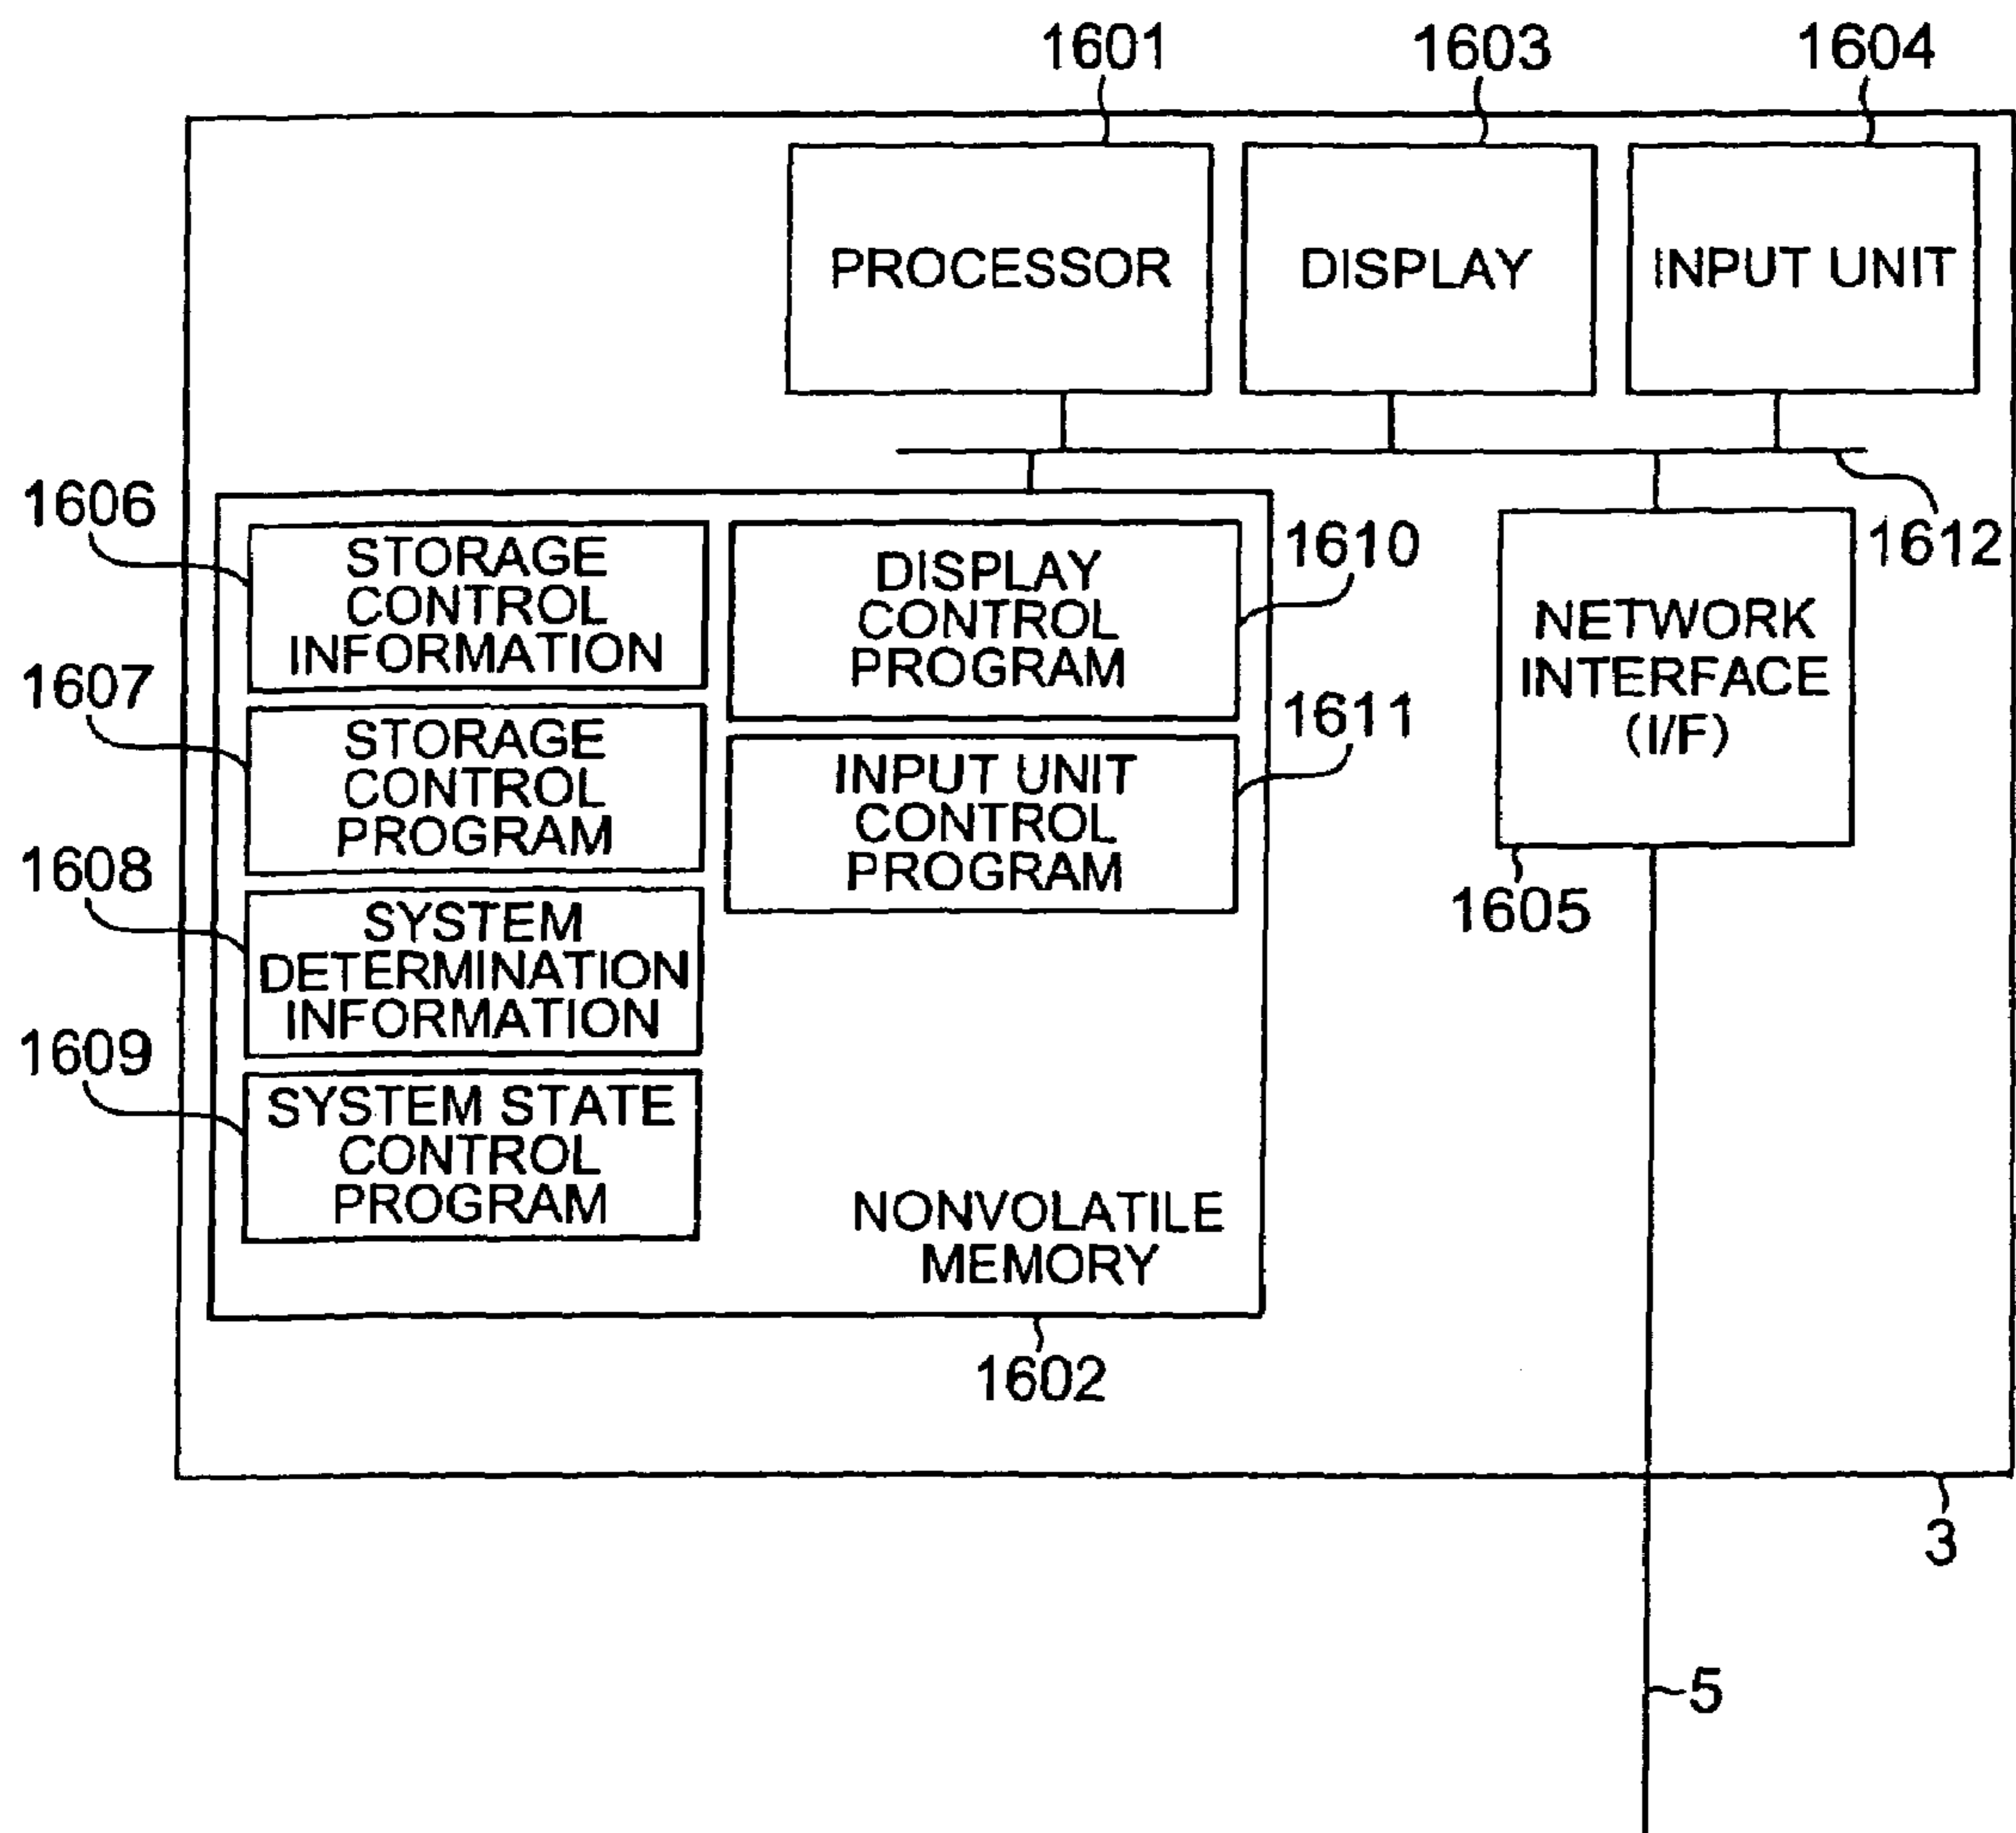 1601
1603
1604
PROCESSOR
DISPLAY
INPUT UNIT
1606
STORAGE
CONTROL
INFORMATION
1607
STORAGE
CONTROL
PROGRAM
1608
SYSTEM
DETERMINATION
INFORMATION
1609
SYSTEM STATE
CONTROL
PROGRAM
DISPLAY
CONTROL
PROGRAM
1610
INPUT UNIT
CONTROL
PROGRAM
1611
NONVOLATILE
MEMORY
1602
1612
NETWORK
INTERFACE
(I/F)
1605
3
5